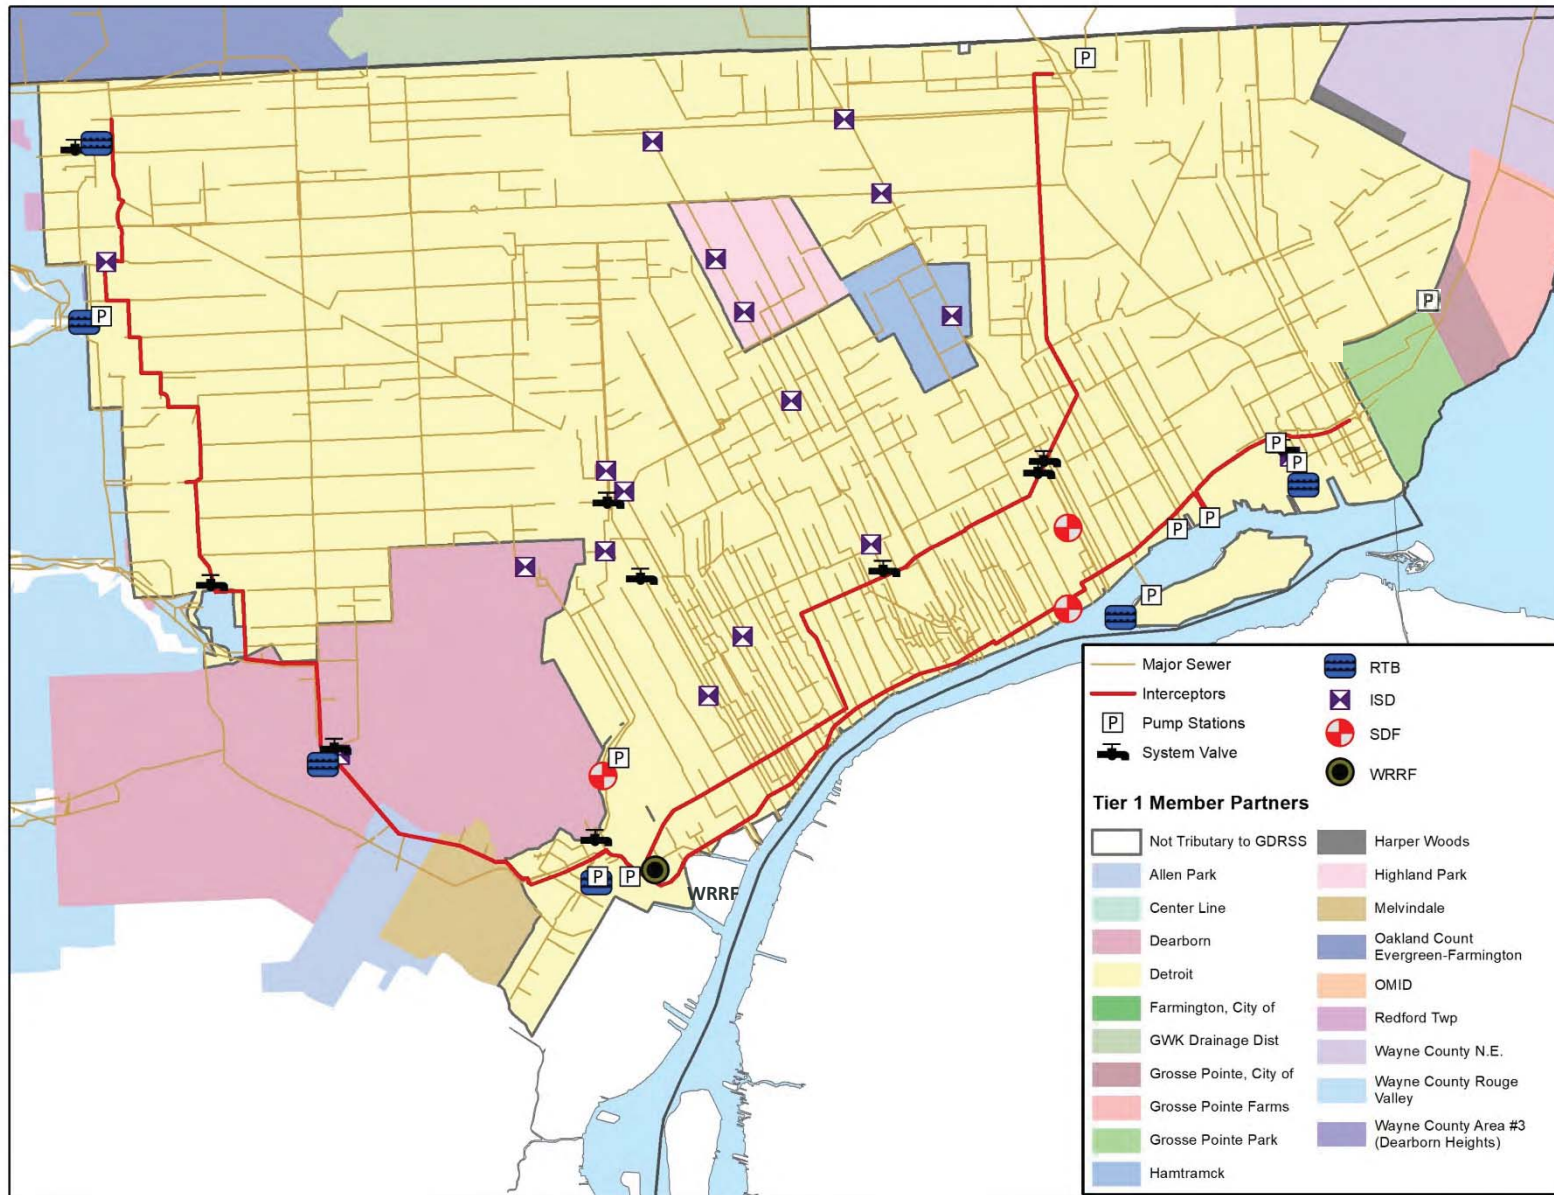 P
P
P
P
P
P
P
P
P
P
P
P
WRRF
Major Sewer
Interceptors
P Pump Stations
System Valve
RTB
ISD
SDF
WRRF
Tier 1 Member Partners
Not Tributary to GDRSS
Allen Park
Center Line
Dearborn
Detroit
Farmington, City of
GWK Drainage Dist
Grosse Pointe, City of
Grosse Pointe Farms
Grosse Pointe Park
Hamtramck
Harper Woods
Highland Park
Melvindale
Oakland Count
Evergreen-Farmington
OMID
Redford Twp
Wayne County N.E.
Wayne County Rouge
Valley
Wayne County Area #3
(Dearborn Heights)